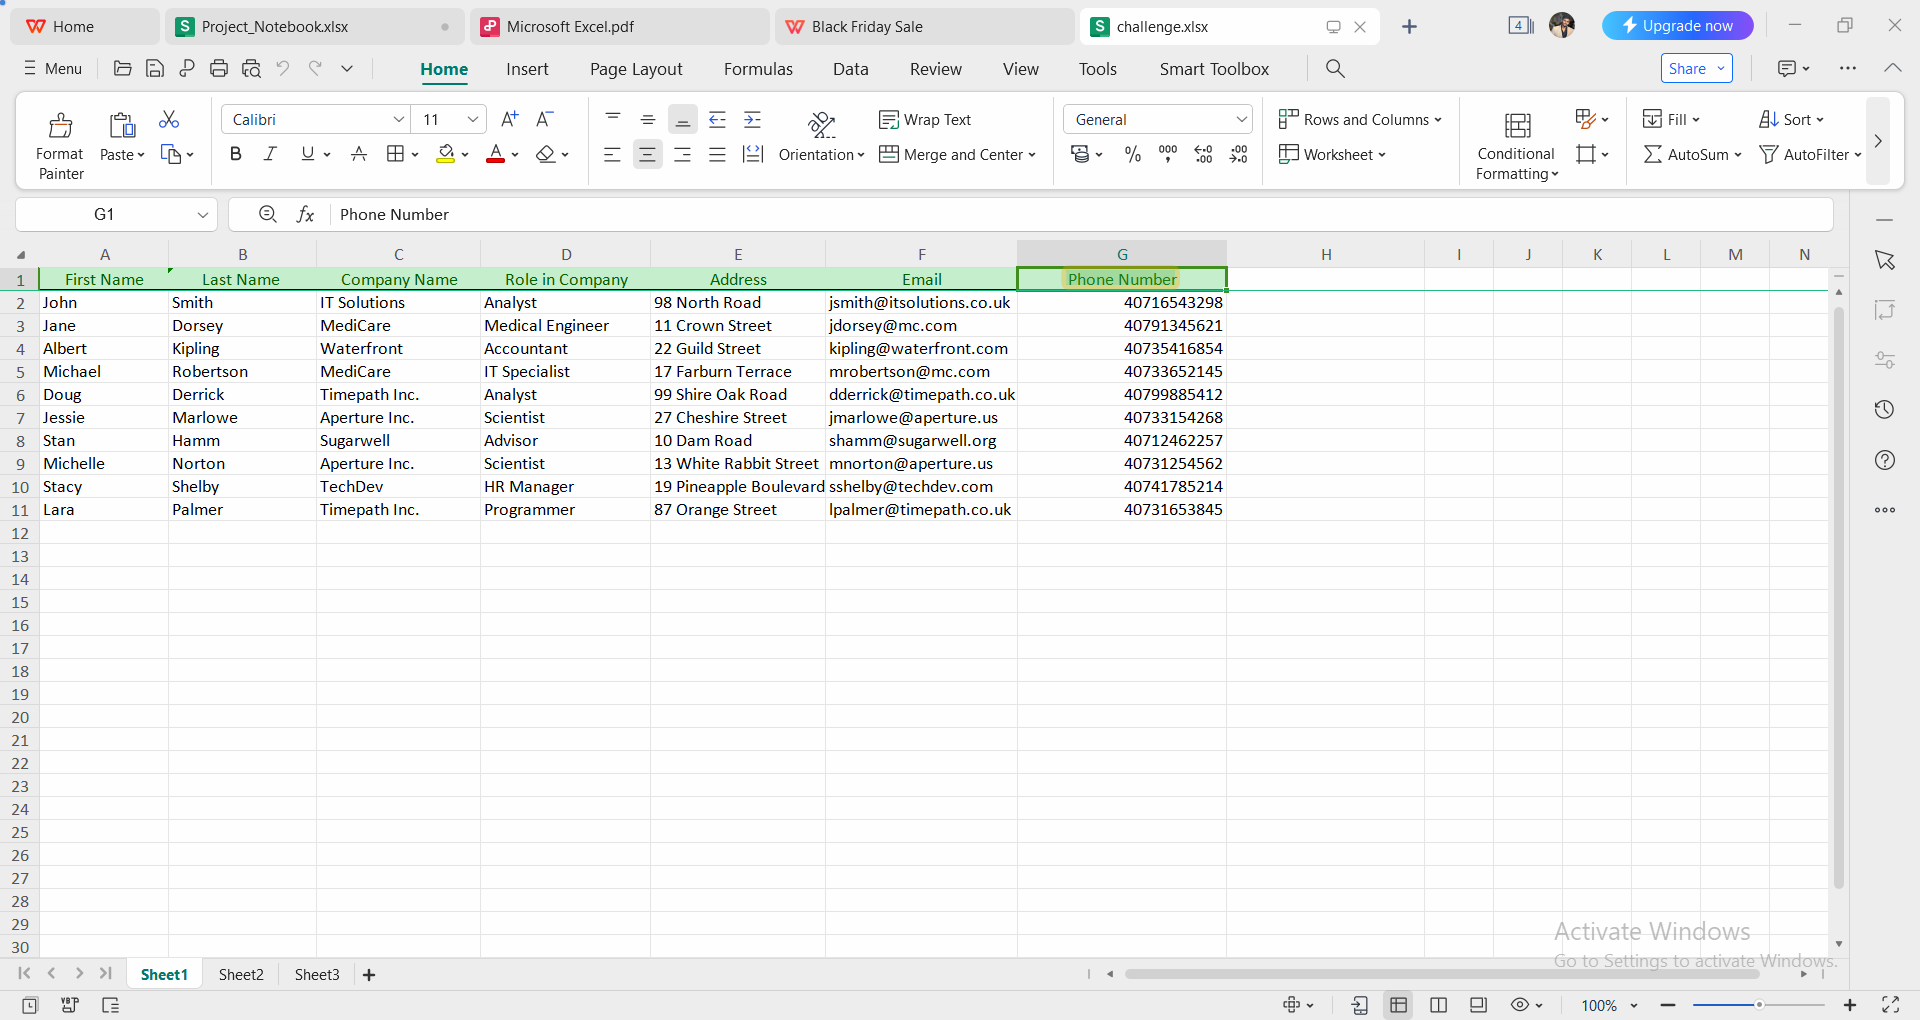 Home Project_Notebook.xlsx Microsoft Excel.pdf Black Friday Sale challenge.xlsx 4 Upgrade now
Menu Home Insert Page Layout Formulas Data Review View Tools Smart Toolbox Share
Format Painter Paste Calibri 11 A+ A- B I U A A Orientation Wrap Text Merge and Center General % Rows and Columns Worksheet Conditional Formatting Fill AutoSum Sort AutoFilter
G1 fx Phone Number
A B C D E F G H I J K L M N
1 First Name Last Name Company Name Role in Company Address Email Phone Number
2 John Smith IT Solutions Analyst 98 North Road jsmith@itsolutions.co.uk 40716543298
3 Jane Dorsey MediCare Medical Engineer 11 Crown Street jdorsey@mc.com 40791345621
4 Albert Kipling Waterfront Accountant 22 Guild Street kipling@waterfront.com 40735416854
5 Michael Robertson MediCare IT Specialist 17 Farburn Terrace mrobertson@mc.com 40733652145
6 Doug Derrick Timepath Inc. Analyst 99 Shire Oak Road dderrick@timepath.co.uk 40799885412
7 Jessie Marlowe Aperture Inc. Scientist 27 Cheshire Street jmarlowe@aperture.us 40733154268
8 Stan Hamm Sugarwell Advisor 10 Dam Road shamm@sugarwell.org 40712462257
9 Michelle Norton Aperture Inc. Scientist 13 White Rabbit Street mnorton@aperture.us 40731254562
10 Stacy Shelby TechDev HR Manager 19 Pineapple Boulevard sshelby@techdev.com 40741785214
11 Lara Palmer Timepath Inc. Programmer 87 Orange Street lpalmer@timepath.co.uk 40731653845
12
13
14
15
16
17
18
19
20
21
22
23
24
25
26
27
28
29
30
Activate Windows
Go to Settings to activate Windows.
Sheet1 Sheet2 Sheet3
100%